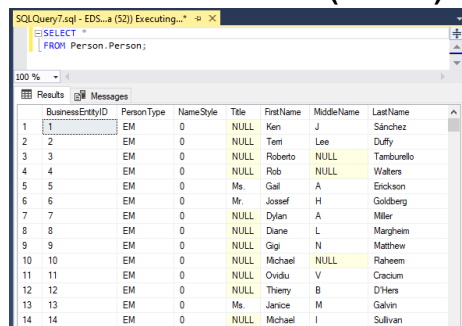 SQLQuery7.sql - EDS...a (52)) Executing...*
SELECT *
FROM Person.Person;
100 %
Results Messages
BusinessEntityID PersonType NameStyle Title FirstName MiddleName LastName
1 1 EM 0 NULL Ken J Sánchez
2 2 EM 0 NULL Terri Lee Duffy
3 3 EM 0 NULL Roberto NULL Tamburello
4 4 EM 0 NULL Rob NULL Walters
5 5 EM 0 Ms. Gail A Erickson
6 6 EM 0 Mr. Jossef H Goldberg
7 7 EM 0 NULL Dylan A Miller
8 8 EM 0 NULL Diane L Margheim
9 9 EM 0 NULL Gigi N Matthew
10 10 EM 0 NULL Michael NULL Raheem
11 11 EM 0 NULL Ovidiu V Cracium
12 12 EM 0 NULL Thierry B D'Hers
13 13 EM 0 Ms. Janice M Galvin
14 14 EM 0 NULL Michael I Sullivan